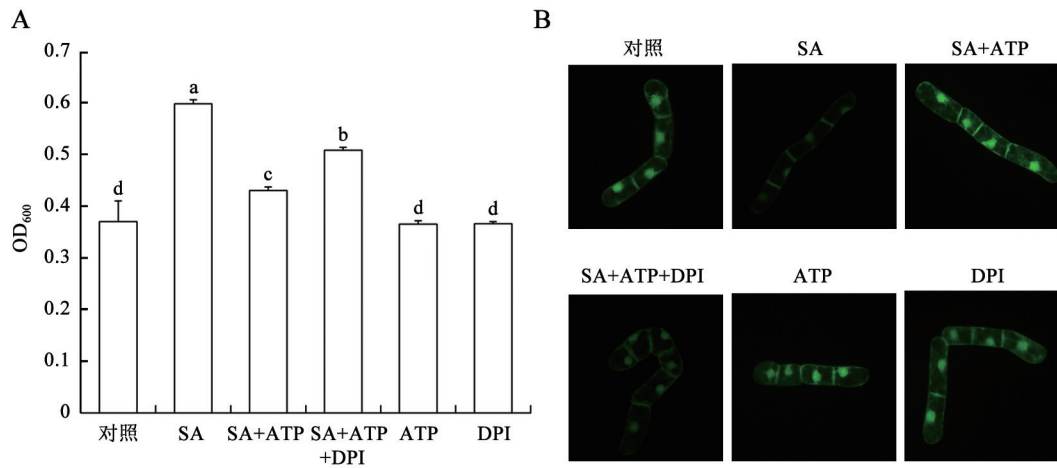 A
OD600
0.7
0.6
0.5
0.4
0.3
0.2
0.1
0
d
a
c
b
d
d
对照
SA
SA+ATP
SA+ATP
+DPI
ATP
DPI
B
对照
SA
SA+ATP
SA+ATP+DPI
ATP
DPI